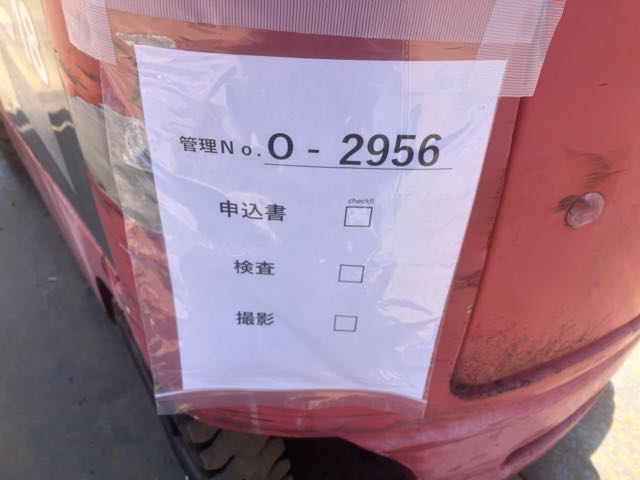 管理No. O - 2956
check!!
申込書 □
検査 □
撮影 □